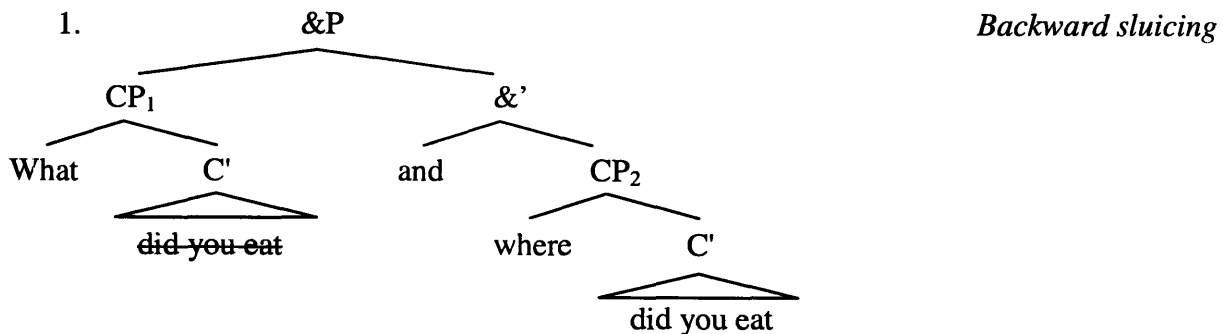 1. &P Backward sluicing
CP₁ &’
What C' and CP₂
did you eat where C'
did you eat